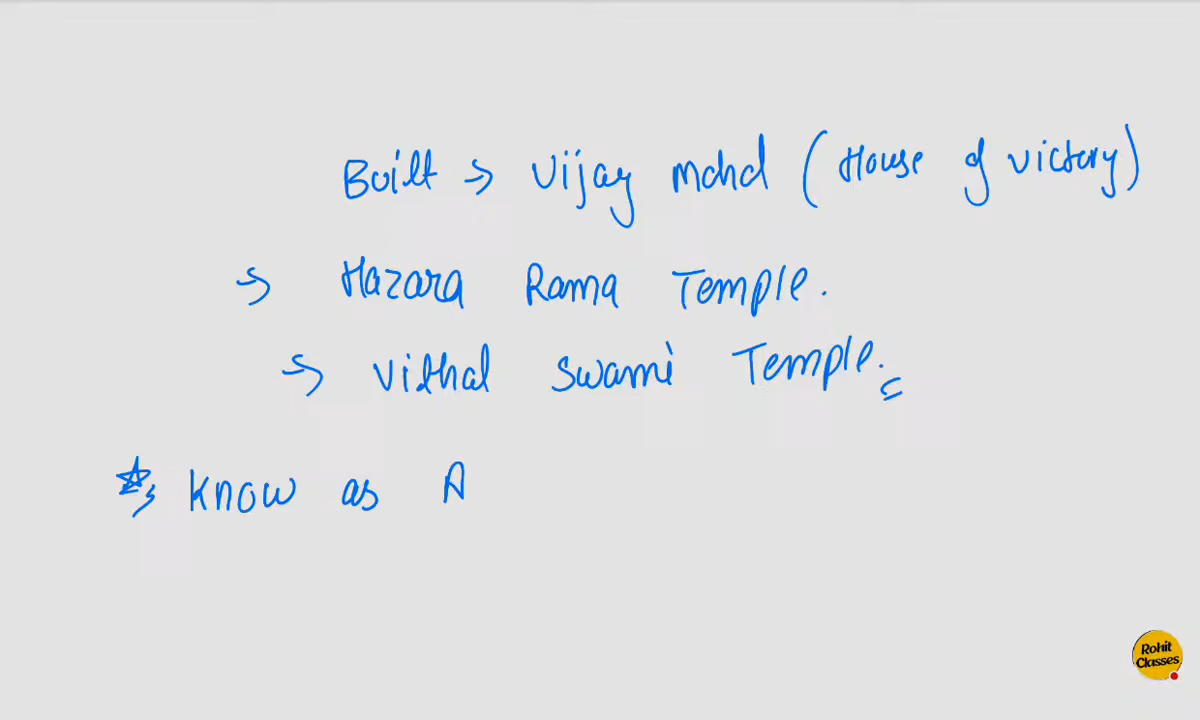 Built → Vijay Mahal (House of victory)
→ Hazara Rama Temple.
→ Vithal Swami Temple.
☆→ Know as A
Rohit
Classes